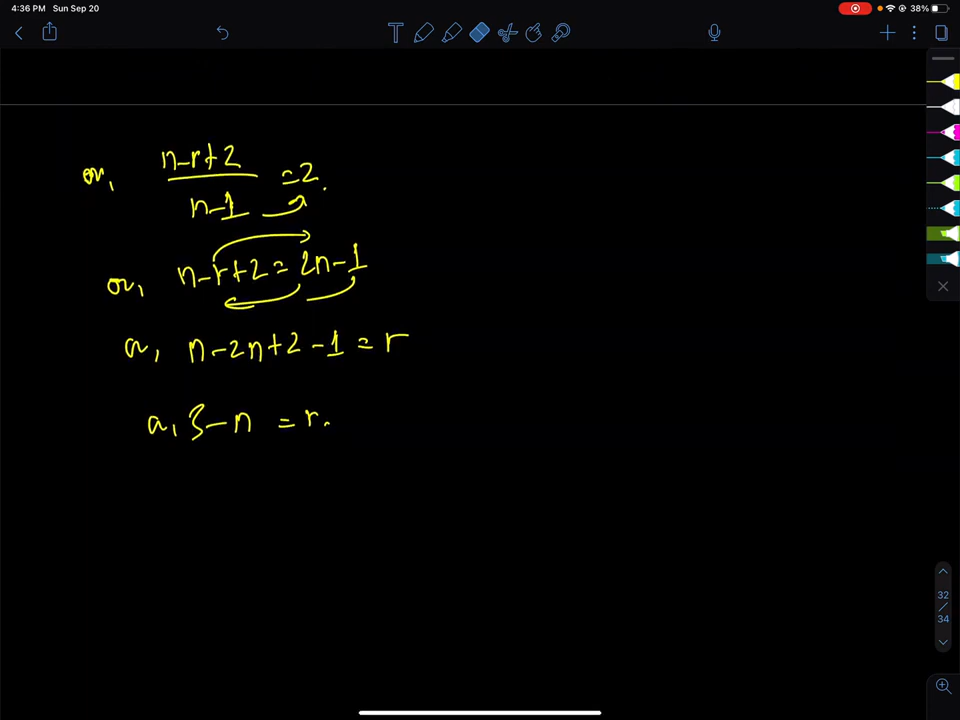 4:36 PM Sun Sep 20
38%
or, (n-r+2)/(n-1) = 2.
or, n-r+2 = 2n-1
or, n-2n+2-1 = r
or, 3-n = r.
32
/
34